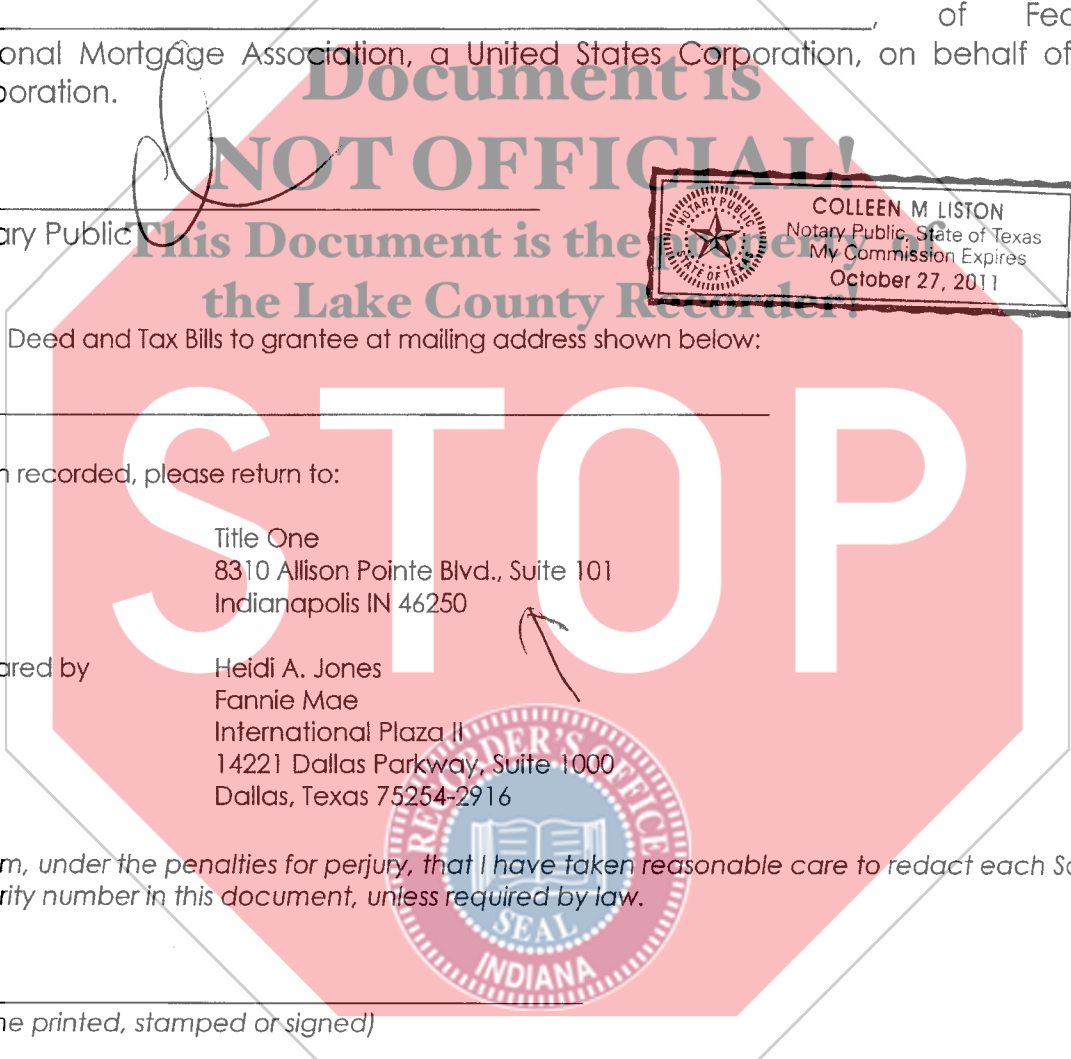 , of Fed
onal Mortgage Association, a United States Corporation, on behalf of
poration.
Document is
NOT OFFICIAL!
This Document is the property of
the Lake County Recorder!
STOP
ary Public
NOTARY PUBLIC
STATE OF TEXAS
COLLEEN M LISTON
Notary Public, State of Texas
My Commission Expires
October 27, 2011
Deed and Tax Bills to grantee at mailing address shown below:
n recorded, please return to:
Title One
8310 Allison Pointe Blvd., Suite 101
Indianapolis IN 46250
ared by Heidi A. Jones
Fannie Mae
International Plaza II
14221 Dallas Parkway, Suite 1000
Dallas, Texas 75254-2916
RECORDER'S OFFICE
SEAL
INDIANA
m, under the penalties for perjury, that I have taken reasonable care to redact each So
rity number in this document, unless required by law.
ne printed, stamped or signed)